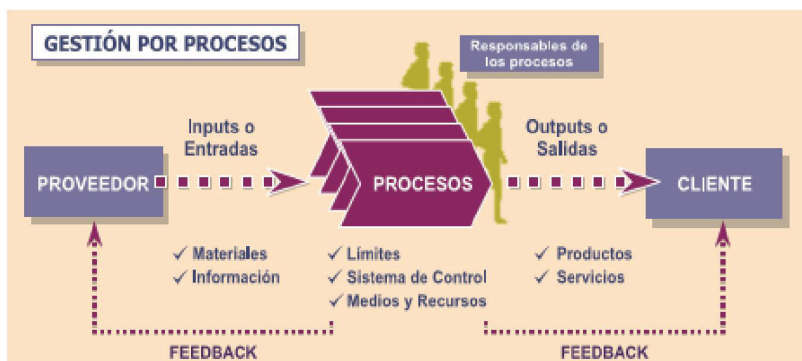 GESTIÓN POR PROCESOS
Responsables de
los procesos
Inputs o
Entradas
Outputs o
Salidas
PROVEEDOR
PROCESOS
CLIENTE
✓ Materiales
✓ Información
✓ Límites
✓ Sistema de Control
✓ Medios y Recursos
✓ Productos
✓ Servicios
FEEDBACK
FEEDBACK